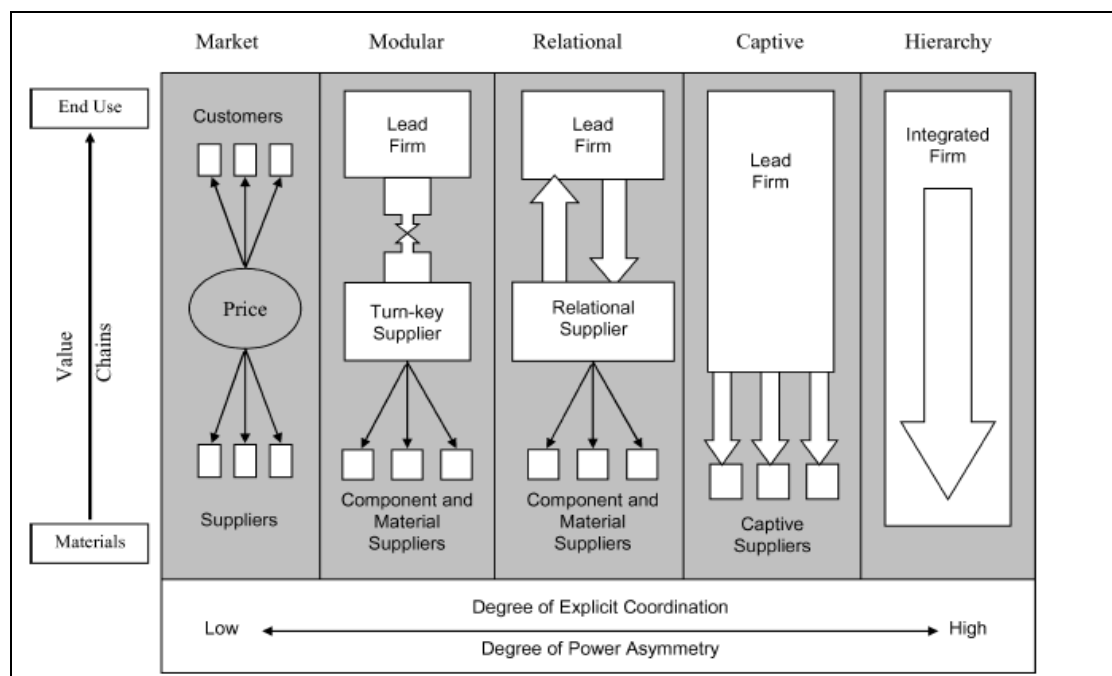 Market
Modular
Relational
Captive
Hierarchy
End Use
Value
Chains
Materials
Customers
Price
Suppliers
Lead
Firm
Turn-key
Supplier
Component and
Material
Suppliers
Lead
Firm
Relational
Supplier
Component and
Material
Suppliers
Lead
Firm
Captive
Suppliers
Integrated
Firm
Degree of Explicit Coordination
Low
High
Degree of Power Asymmetry